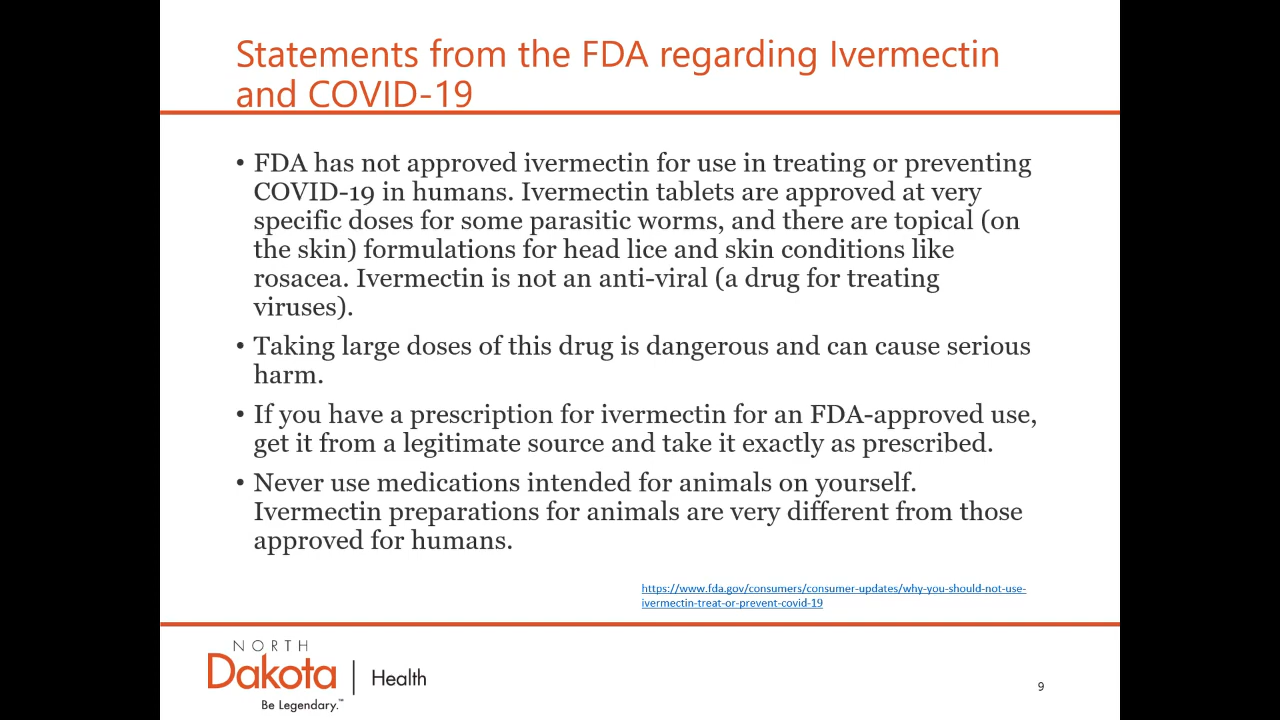 Statements from the FDA regarding Ivermectin
and COVID-19
• FDA has not approved ivermectin for use in treating or preventing
COVID-19 in humans. Ivermectin tablets are approved at very
specific doses for some parasitic worms, and there are topical (on
the skin) formulations for head lice and skin conditions like
rosacea. Ivermectin is not an anti-viral (a drug for treating
viruses).
• Taking large doses of this drug is dangerous and can cause serious
harm.
• If you have a prescription for ivermectin for an FDA-approved use,
get it from a legitimate source and take it exactly as prescribed.
• Never use medications intended for animals on yourself.
Ivermectin preparations for animals are very different from those
approved for humans.
https://www.fda.gov/consumers/consumer-updates/why-you-should-not-use-
ivermectin-treat-or-prevent-covid-19
NORTH
Dakota | Health
Be Legendary.™
9